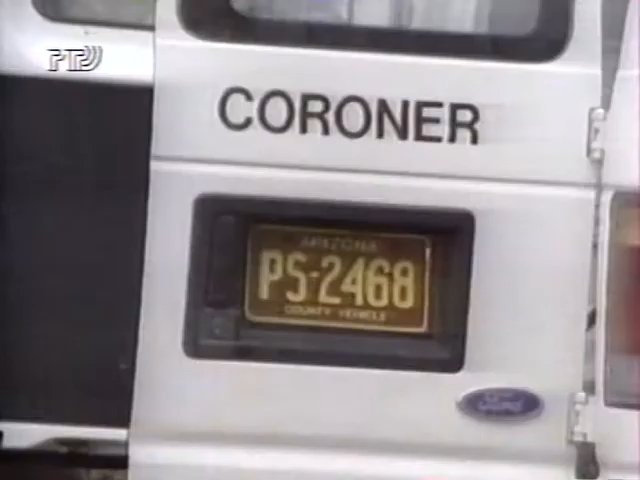 РТР
CORONER
ARIZONA
PS-2468
COUNTY VEHICLE
Ford